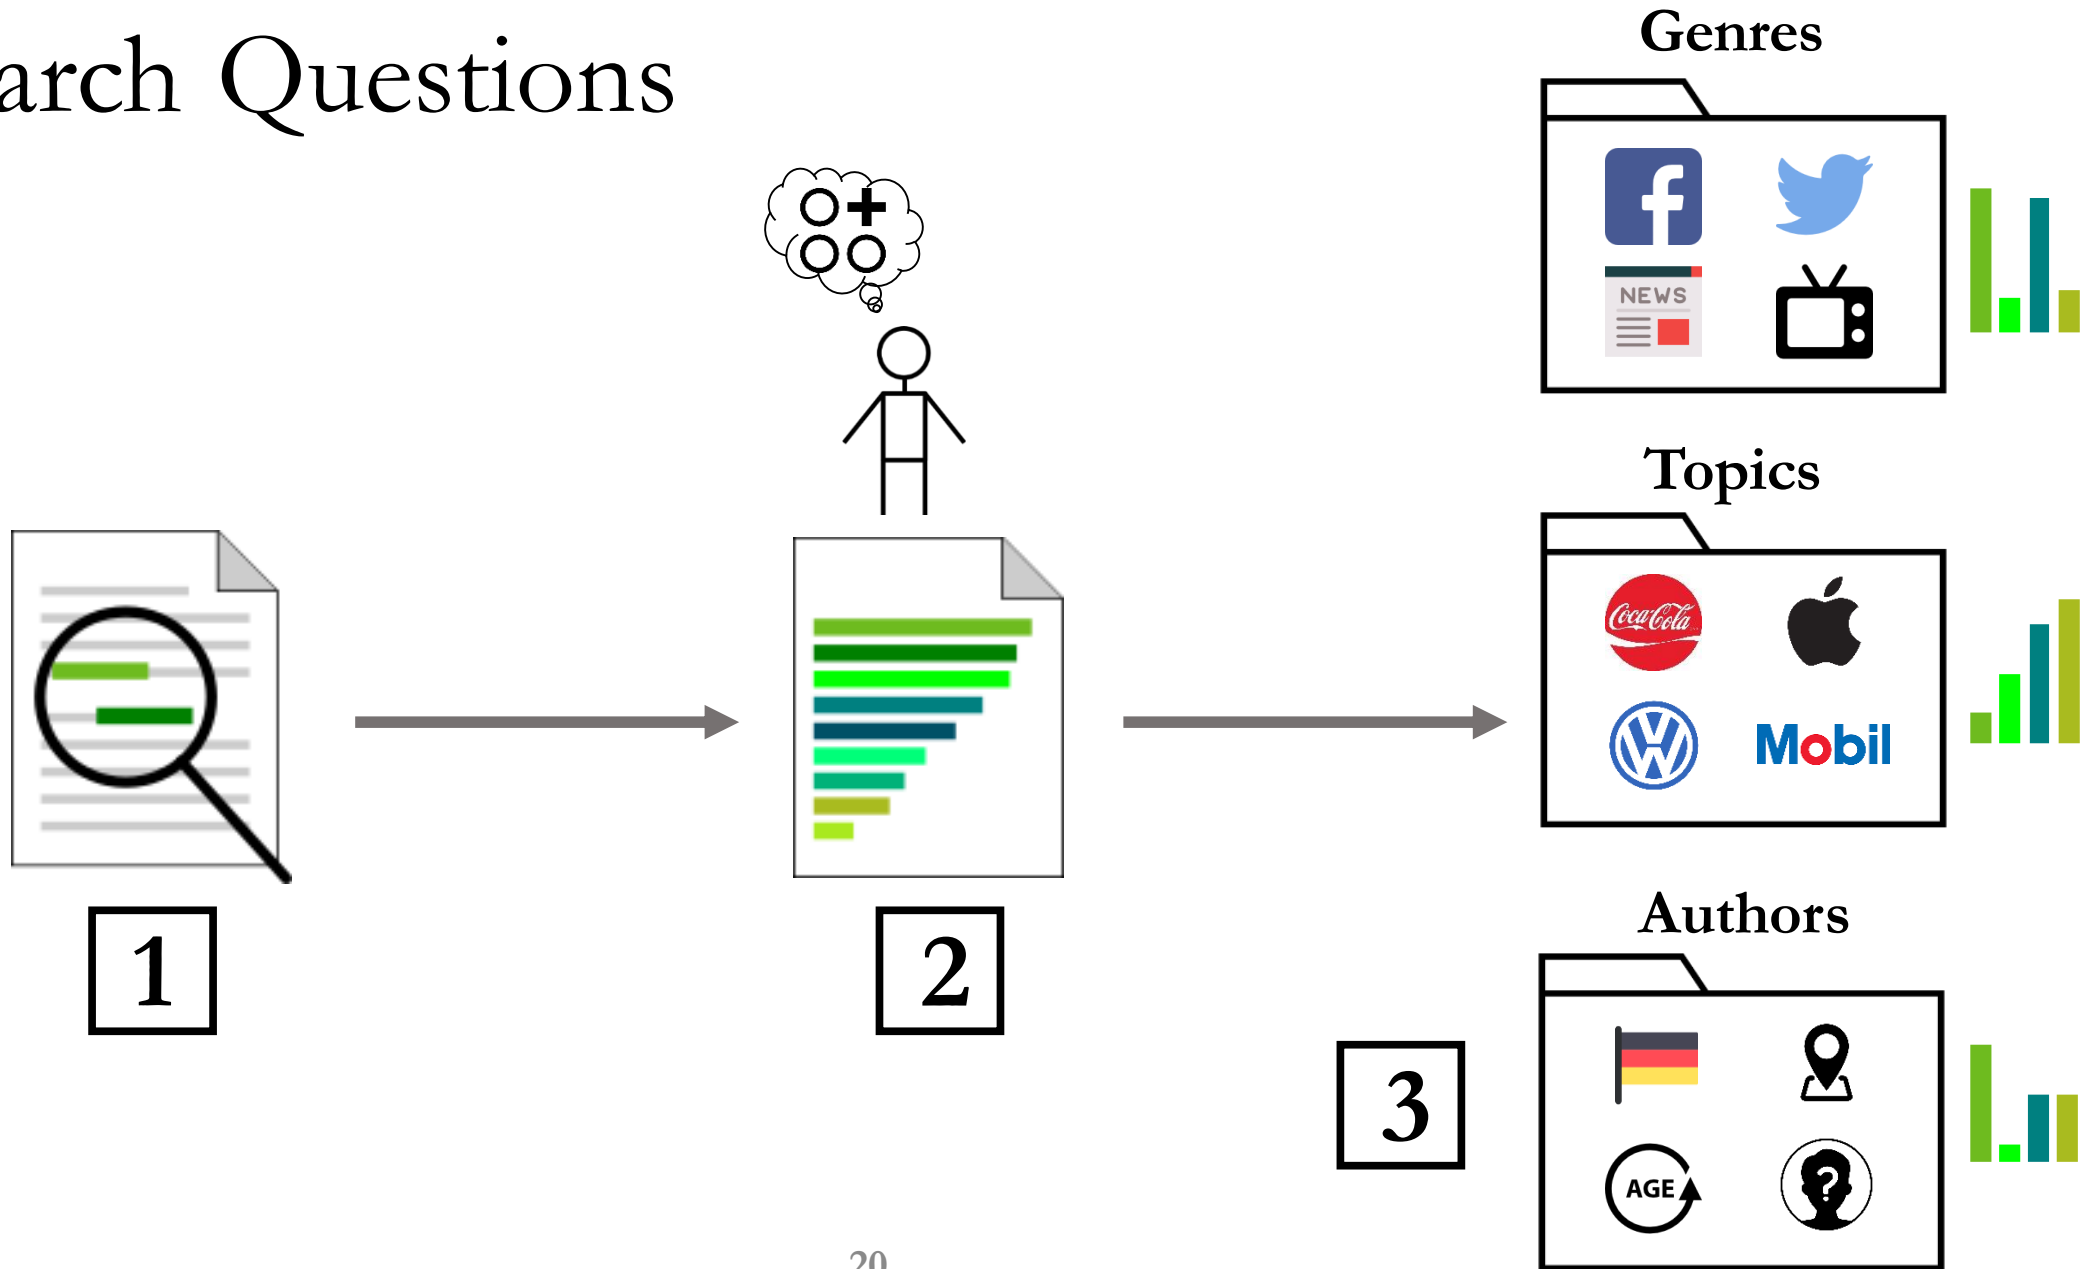 arch Questions
Genres
NEWS
Topics
Coca-Cola
Mobil
Authors
1
2
3
AGE
?
20